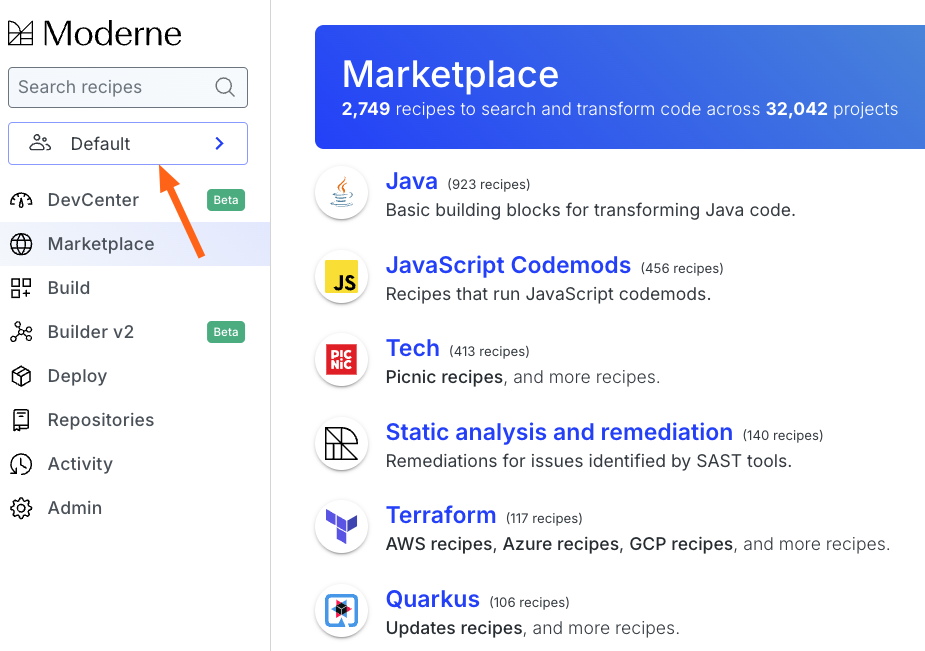 Moderne
Search recipes
Default
DevCenter Beta
Marketplace
Build
Builder v2 Beta
Deploy
Repositories
Activity
Admin
Marketplace
2,749 recipes to search and transform code across 32,042 projects
Java (923 recipes)
Basic building blocks for transforming Java code.
JS
JavaScript Codemods (456 recipes)
Recipes that run JavaScript codemods.
PIC
NIC
Tech (413 recipes)
Picnic recipes, and more recipes.
Static analysis and remediation (140 recipes)
Remediations for issues identified by SAST tools.
Terraform (117 recipes)
AWS recipes, Azure recipes, GCP recipes, and more recipes.
Quarkus (106 recipes)
Updates recipes, and more recipes.